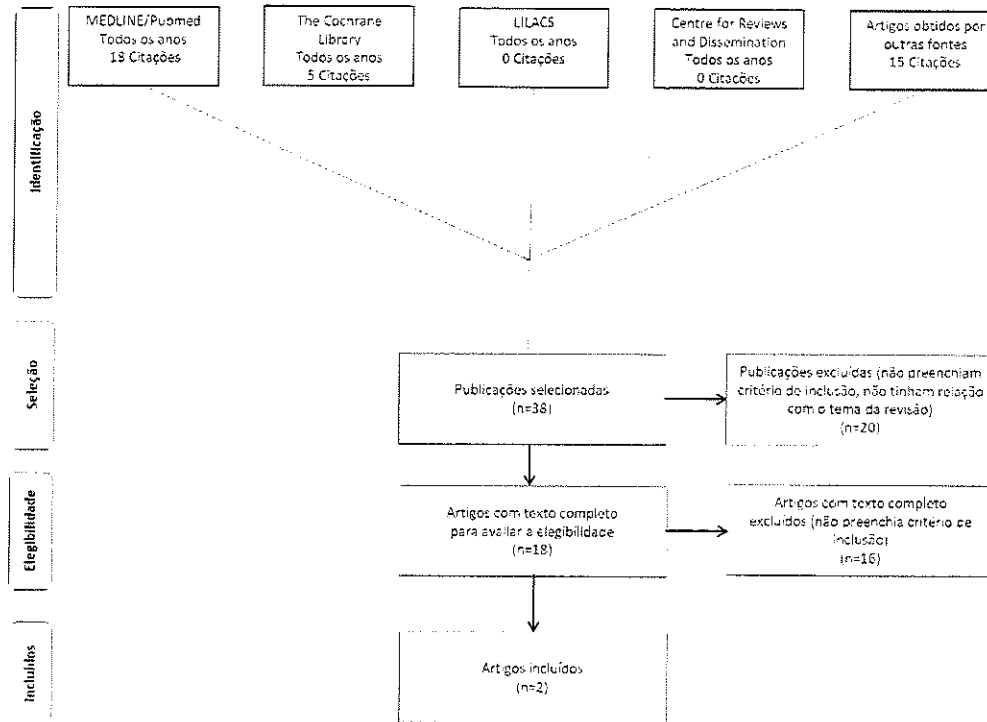 MEDLINE/Pubmed
Todos os anos
18 Citações
The Cochrane
Library
Todos os anos
5 Citações
LILACS
Todos os anos
0 Citações
Centre for Reviews
and Dissemination
Todos os anos
0 Citações
Artigos obtidos por
outras fontes
15 Citações
Identificação
Seleção
Publicações selecionadas
(n=38)
Publicações excluídas (não preenchiam
critério de inclusão, não tinham relação
com o tema da revisão)
(n=20)
Elegibilidade
Artigos com texto completo
para avaliar a elegibilidade
(n=18)
Artigos com texto completo
excluídos (não preenchia critério de
inclusão)
(n=16)
Incluídos
Artigos incluídos
(n=2)